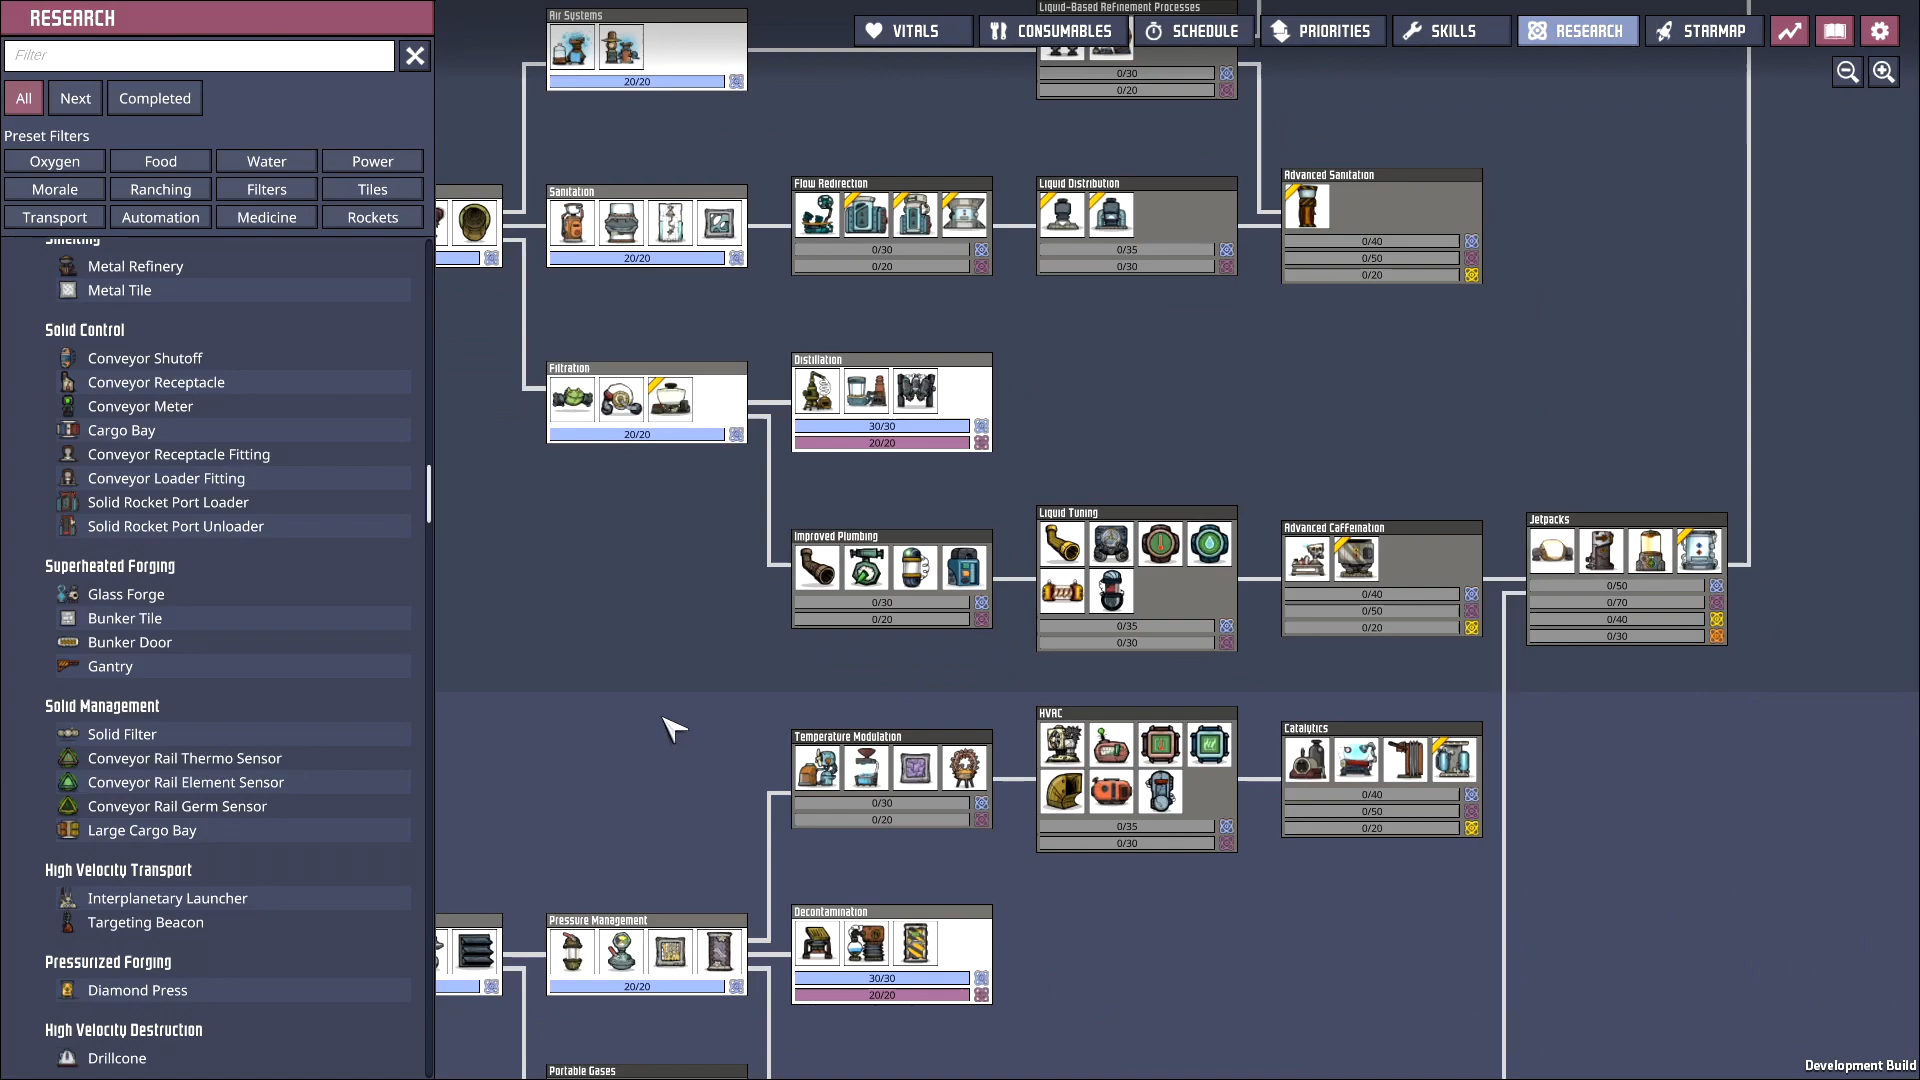 RESEARCH
Filter
All
Next
Completed
Preset Filters
Oxygen
Food
Water
Power
Morale
Ranching
Filters
Tiles
Transport
Automation
Medicine
Rockets
Smelting
Metal Refinery
Metal Tile
Solid Control
Conveyor Shutoff
Conveyor Receptacle
Conveyor Meter
Cargo Bay
Conveyor Receptacle Fitting
Conveyor Loader Fitting
Solid Rocket Port Loader
Solid Rocket Port Unloader
Superheated Forging
Glass Forge
Bunker Tile
Bunker Door
Gantry
Solid Management
Solid Filter
Conveyor Rail Thermo Sensor
Conveyor Rail Element Sensor
Conveyor Rail Germ Sensor
Large Cargo Bay
High Velocity Transport
Interplanetary Launcher
Targeting Beacon
Pressurized Forging
Diamond Press
High Velocity Destruction
Drillcone
VITALS
CONSUMABLES
SCHEDULE
PRIORITIES
SKILLS
RESEARCH
STARMAP
Air Systems
20/20
Liquid-Based Refinement Processes
0/30
0/20
Sanitation
20/20
Flow Redirection
0/30
0/20
Liquid Distribution
0/35
0/30
Advanced Sanitation
0/40
0/50
0/20
Filtration
20/20
Distillation
30/30
20/20
Improved Plumbing
0/30
0/20
Liquid Tuning
0/35
0/30
Advanced Caffeination
0/40
0/50
0/20
Jetpacks
0/50
0/70
0/40
0/30
Temperature Modulation
0/30
0/20
HVAC
0/35
0/30
Catalytics
0/40
0/50
0/20
Pressure Management
20/20
Decontamination
30/30
20/20
Portable Gases
Development Build